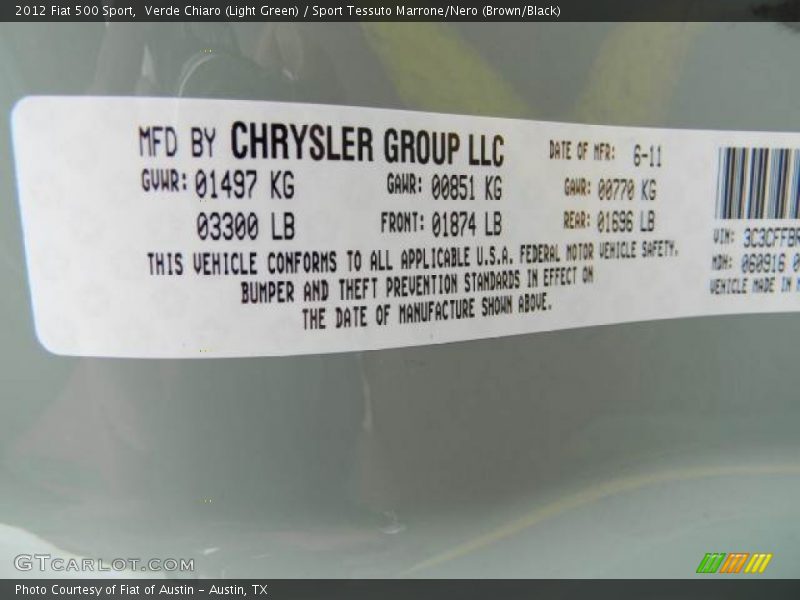 2012 Fiat 500 Sport,  Verde Chiaro (Light Green) / Sport Tessuto Marrone/Nero (Brown/Black)
MFD BY CHRYSLER GROUP LLC DATE OF MFR: 6-11
GVWR: 01497 KG GAWR: 00851 KG GAWR: 00770 KG
03300 LB FRONT: 01874 LB REAR: 01696 LB
THIS VEHICLE CONFORMS TO ALL APPLICABLE U.S.A. FEDERAL MOTOR VEHICLE SAFETY,
BUMPER AND THEFT PREVENTION STANDARDS IN EFFECT ON
THE DATE OF MANUFACTURE SHOWN ABOVE.
VIN: 3C3CFFBR
MDH: 060916 0
VEHICLE MADE IN M
GTCARLOT.COM
Photo Courtesy of Fiat of Austin - Austin, TX